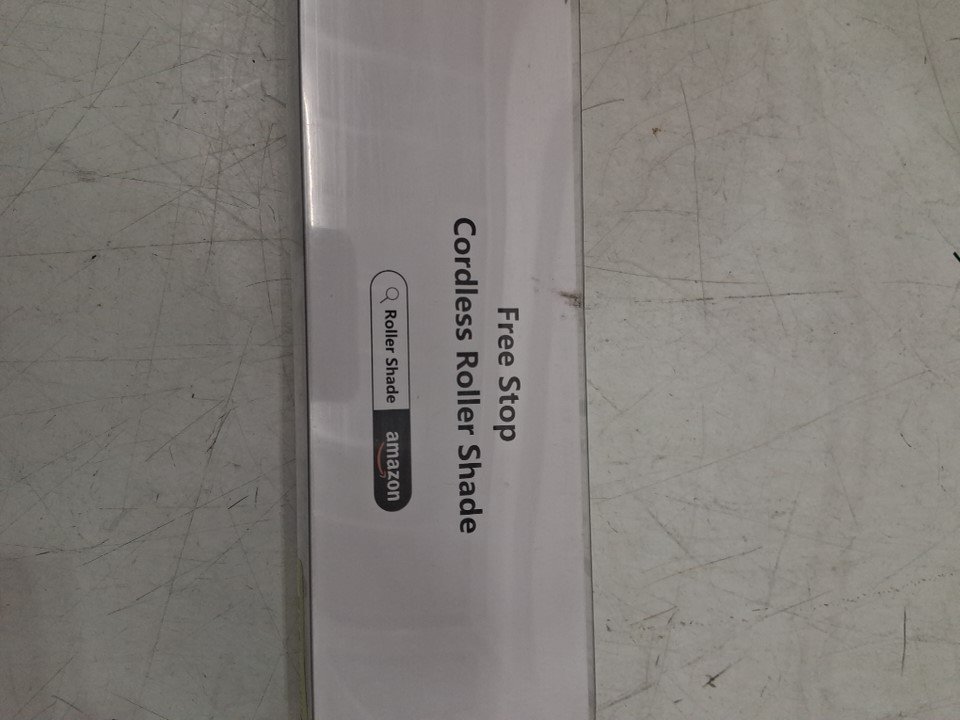 Free Stop
Cordless Roller Shade
Roller Shade amazon